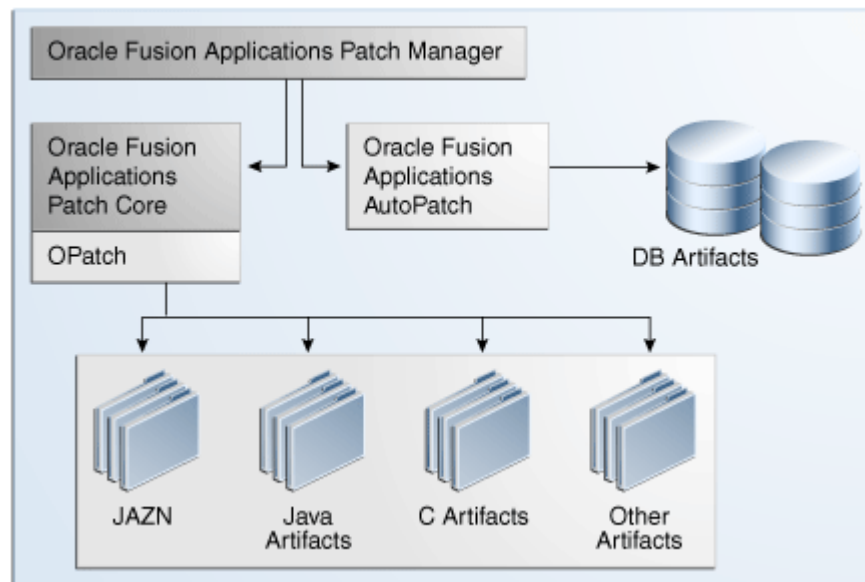 Oracle Fusion Applications Patch Manager
Oracle Fusion
Applications
Patch Core
OPatch
Oracle Fusion
Applications
AutoPatch
DB Artifacts
JAZN
Java
Artifacts
C Artifacts
Other
Artifacts